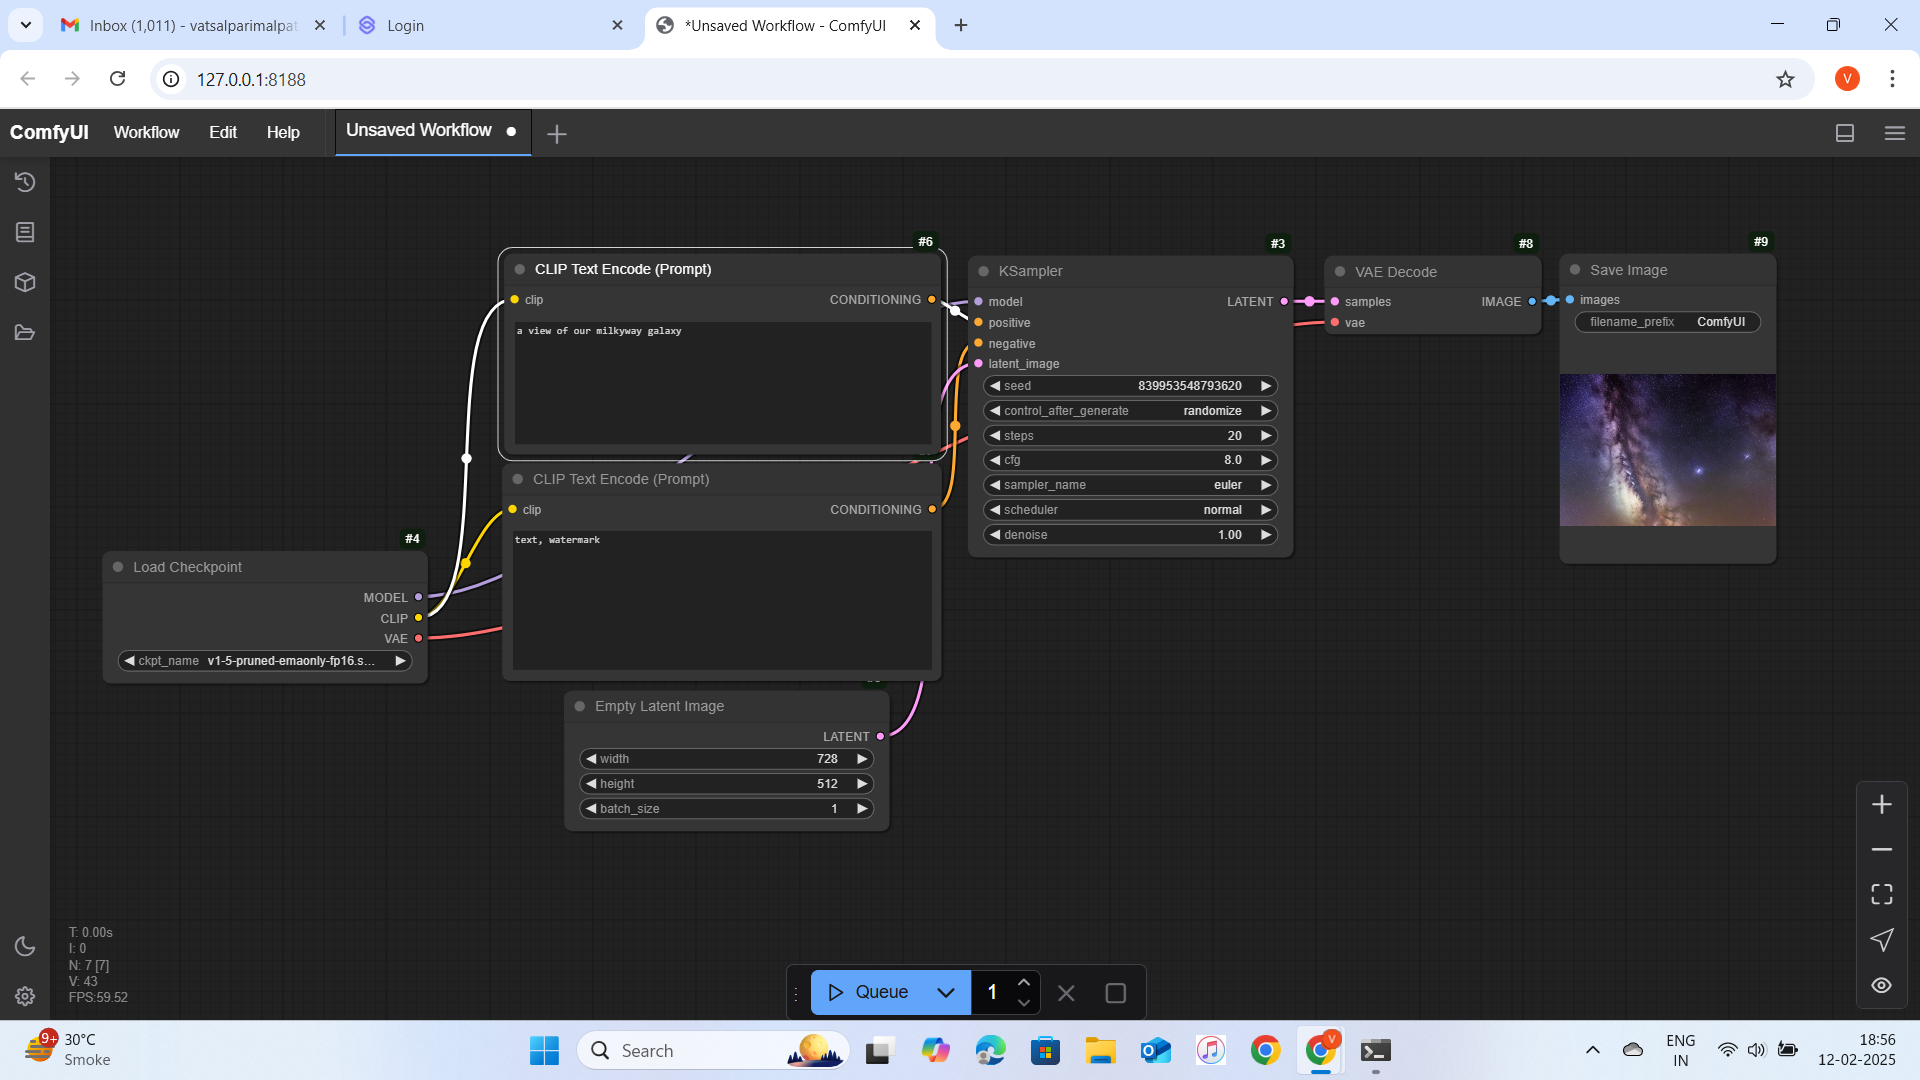 Inbox (1,011) - vatsalparimalpat
Login
*Unsaved Workflow - ComfyUI
127.0.0.1:8188
V
ComfyUI
Workflow
Edit
Help
Unsaved Workflow
#6
CLIP Text Encode (Prompt)
clip
CONDITIONING
a view of our milkyway galaxy
CLIP Text Encode (Prompt)
clip
CONDITIONING
text, watermark
#4
Load Checkpoint
MODEL
CLIP
VAE
ckpt_name v1-5-pruned-emaonly-fp16.s...
Empty Latent Image
LATENT
width 728
height 512
batch_size 1
#3
KSampler
model
LATENT
positive
negative
latent_image
seed 839953548793620
control_after_generate randomize
steps 20
cfg 8.0
sampler_name euler
scheduler normal
denoise 1.00
#8
VAE Decode
samples
IMAGE
vae
#9
Save Image
images
filename_prefix ComfyUI
T: 0.00s
I: 0
N: 7 [7]
V: 43
FPS:59.52
Queue
1
9+
30°C
Smoke
Search
V
ENG
IN
18:56
12-02-2025